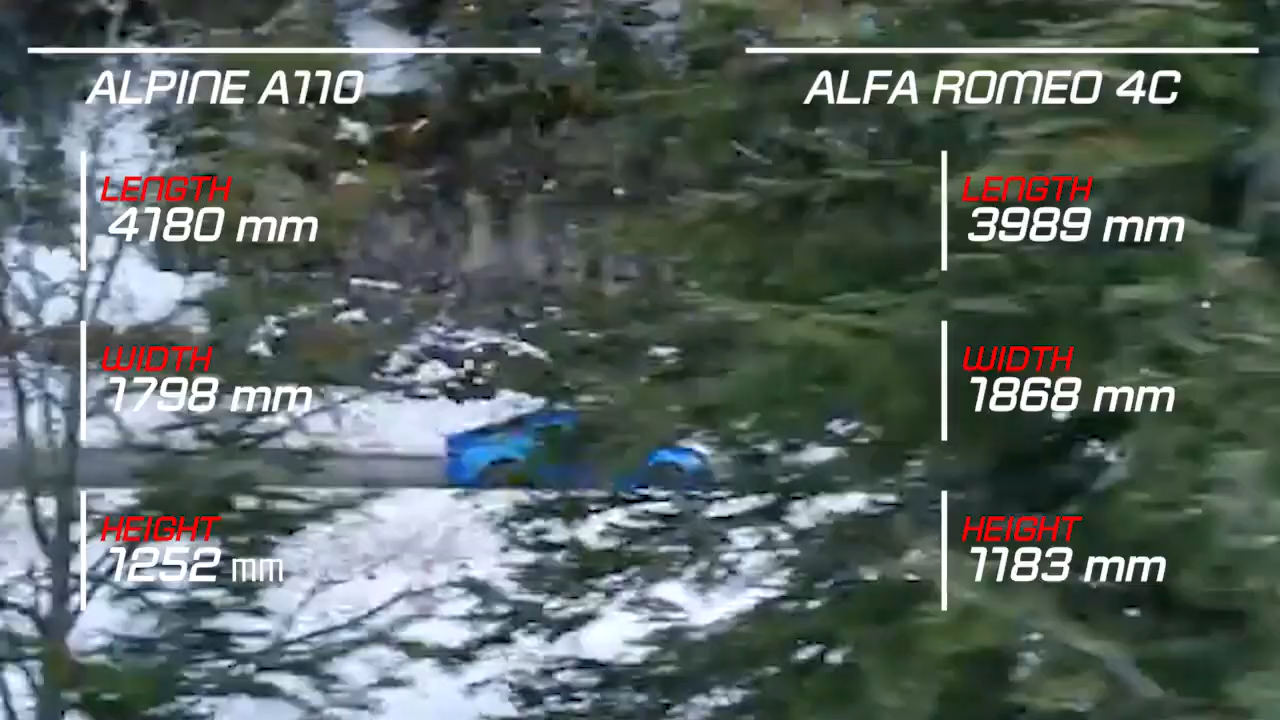 ALPINE A110
LENGTH
4180 mm
WIDTH
1798 mm
HEIGHT
1252 mm
ALFA ROMEO 4C
LENGTH
3989 mm
WIDTH
1868 mm
HEIGHT
1183 mm